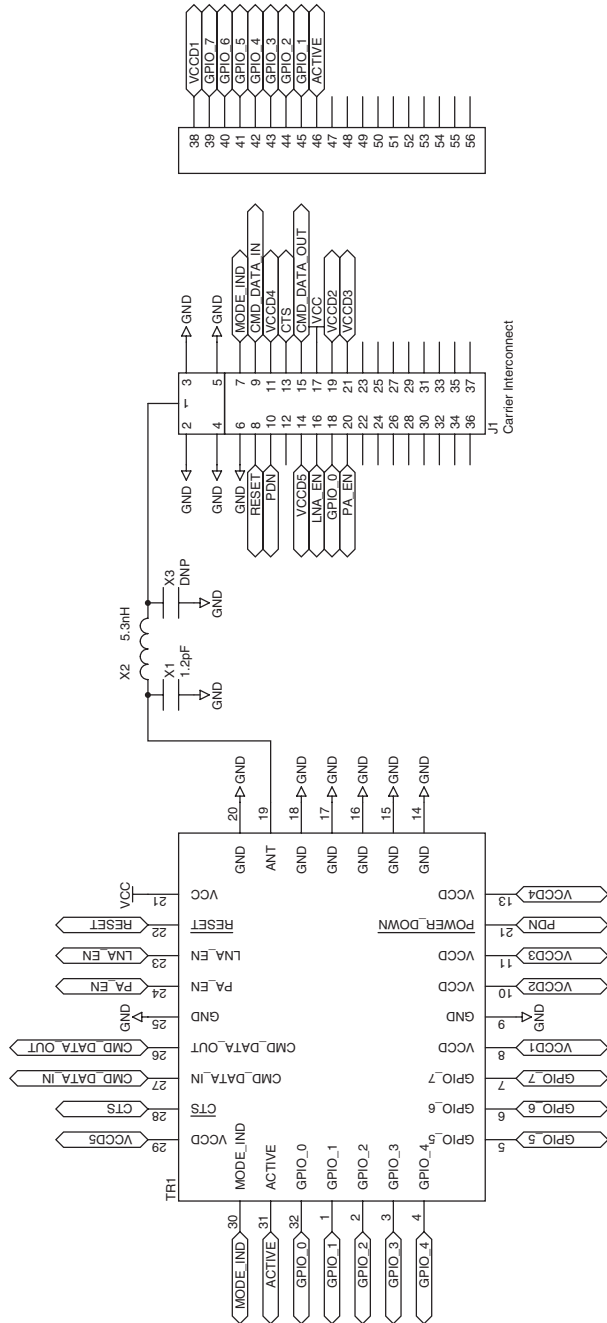 38 VCCD1
39 GPIO_7
40 GPIO_6
41 GPIO_5
42 GPIO_4
43 GPIO_3
44 GPIO_2
45 GPIO_1
46 ACTIVE
47
48
49
50
51
52
53
54
55
56
GND 3
1
GND 5
GND 2
GND 4
GND 6
7 MODE_IND
RESET 8
9 CMD_DATA_IN
PDN 10
11 VCCD4
12
13 CTS
VCCD5 14
15 CMD_DATA_OUT
LNA_EN 16
17 VCC
GPIO_0 18
19 VCCD2
PA_EN 20
21 VCCD3
22 23
24 25
26 27
28 29
30 31
32 33
34 35
36 37
J1
Carrier Interconnect
X2 5.3nH
X1
1.2pF
GND
X3
DNP
GND
TR1
GND 20 GND
ANT 19
GND 18 GND
GND 17 GND
GND 16 GND
GND 15 GND
GND 14 GND
VCC 21 VCC
RESET 22 RESET
LNA_EN 23 LNA_EN
PA_EN 24 PA_EN
GND 25 GND
CMD_DATA_OUT 26 CMD_DATA_OUT
CMD_DATA_IN 27 CMD_DATA_IN
CTS 28 CTS
VCCD5 29 VCCD
MODE_IND 30 MODE_IND
ACTIVE 31 ACTIVE
GPIO_0 32 GPIO_0
GPIO_1 1 GPIO_1
GPIO_2 2 GPIO_2
GPIO_3 3 GPIO_3
GPIO_4 4 GPIO_4
GPIO_5 5 GPIO_5
GPIO_6 6 GPIO_6
GPIO_7 7 GPIO_7
VCCD 8 VCCD1
GND 9 GND
VCCD 10 VCCD2
VCCD 11 VCCD3
POWER_DOWN 21 PDN
VCCD 13 VCCD4